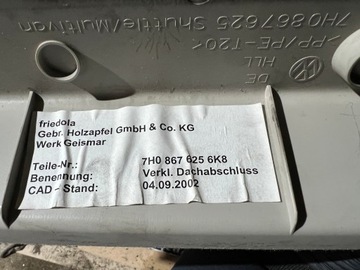 7H0867625 Shuttle/Multivan
>PP/PE-T20<
HLL
DE
friedola
Gebr. Holzapfel GmbH & Co. KG
Werk Geismar
Teile-Nr.: 7H0 867 625 6K8
Benennung: Verkl. Dachabschluss
CAD - Stand: 04.09.2002